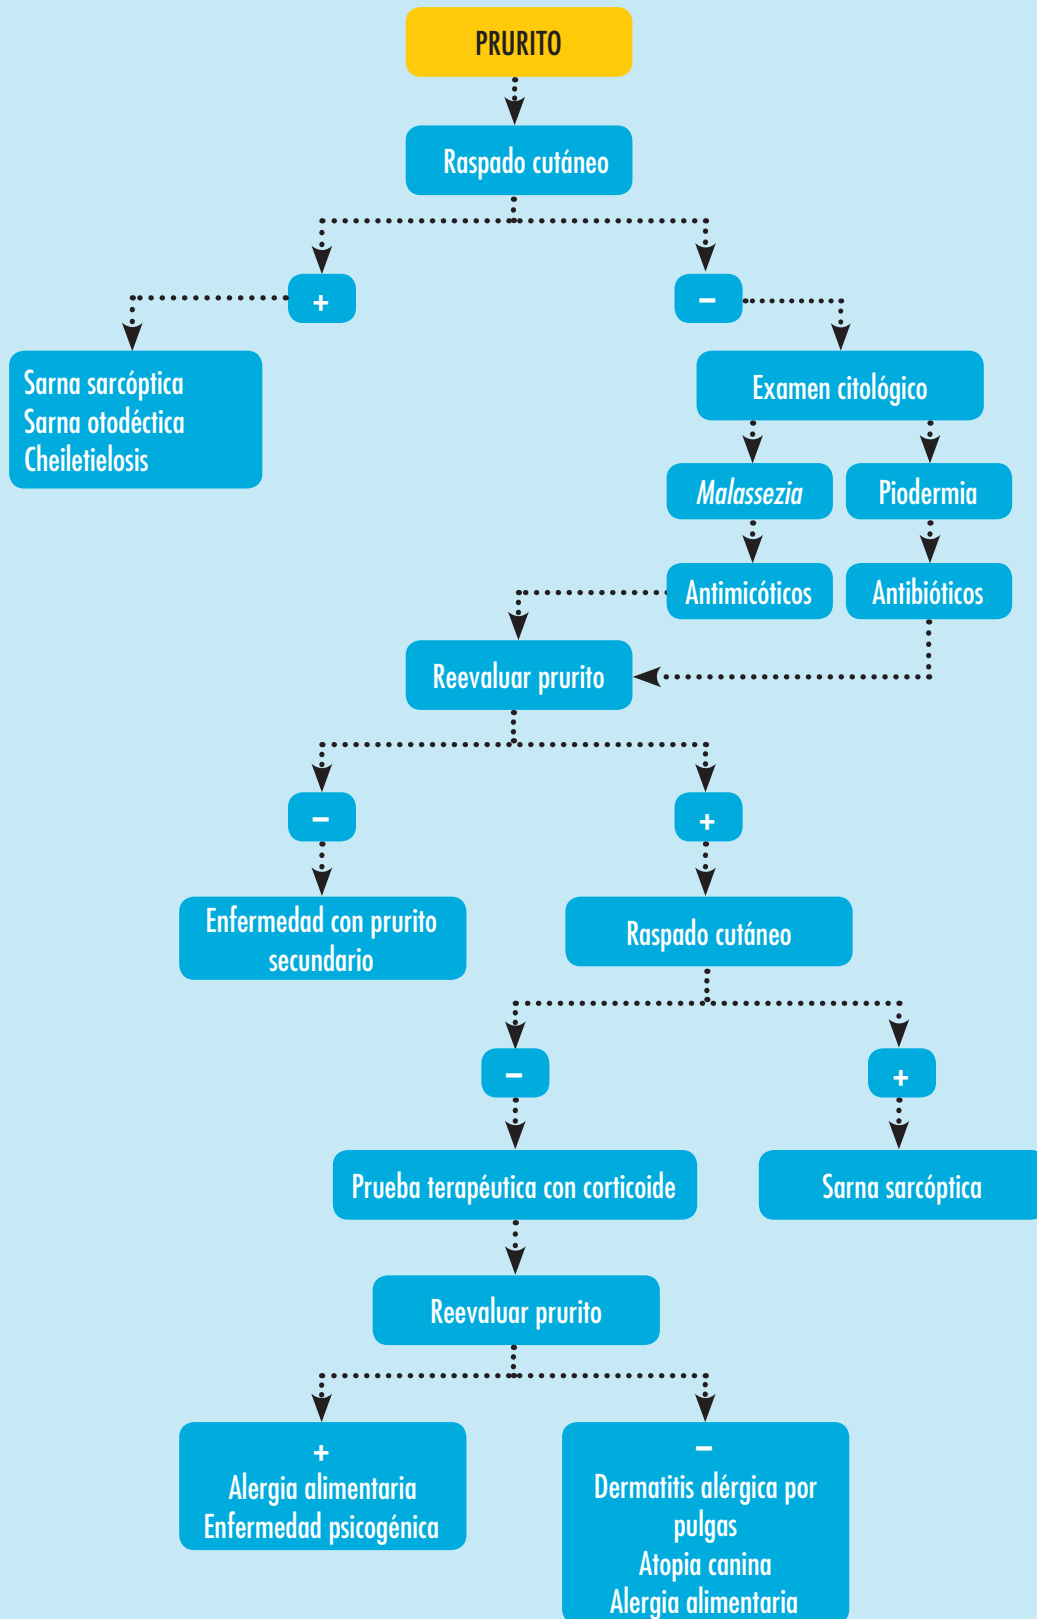 PRURITO
Raspado cutáneo
+
–
Sarna sarcóptica
Sarna otodéctica
Cheiletielosis
Examen citológico
Malassezia
Piodermia
Antimicóticos
Antibióticos
Reevaluar prurito
–
+
Enfermedad con prurito
secundario
Raspado cutáneo
–
+
Prueba terapéutica con corticoide
Sarna sarcóptica
Reevaluar prurito
+
Alergia alimentaria
Enfermedad psicogénica
–
Dermatitis alérgica por
pulgas
Atopia canina
Alergia alimentaria